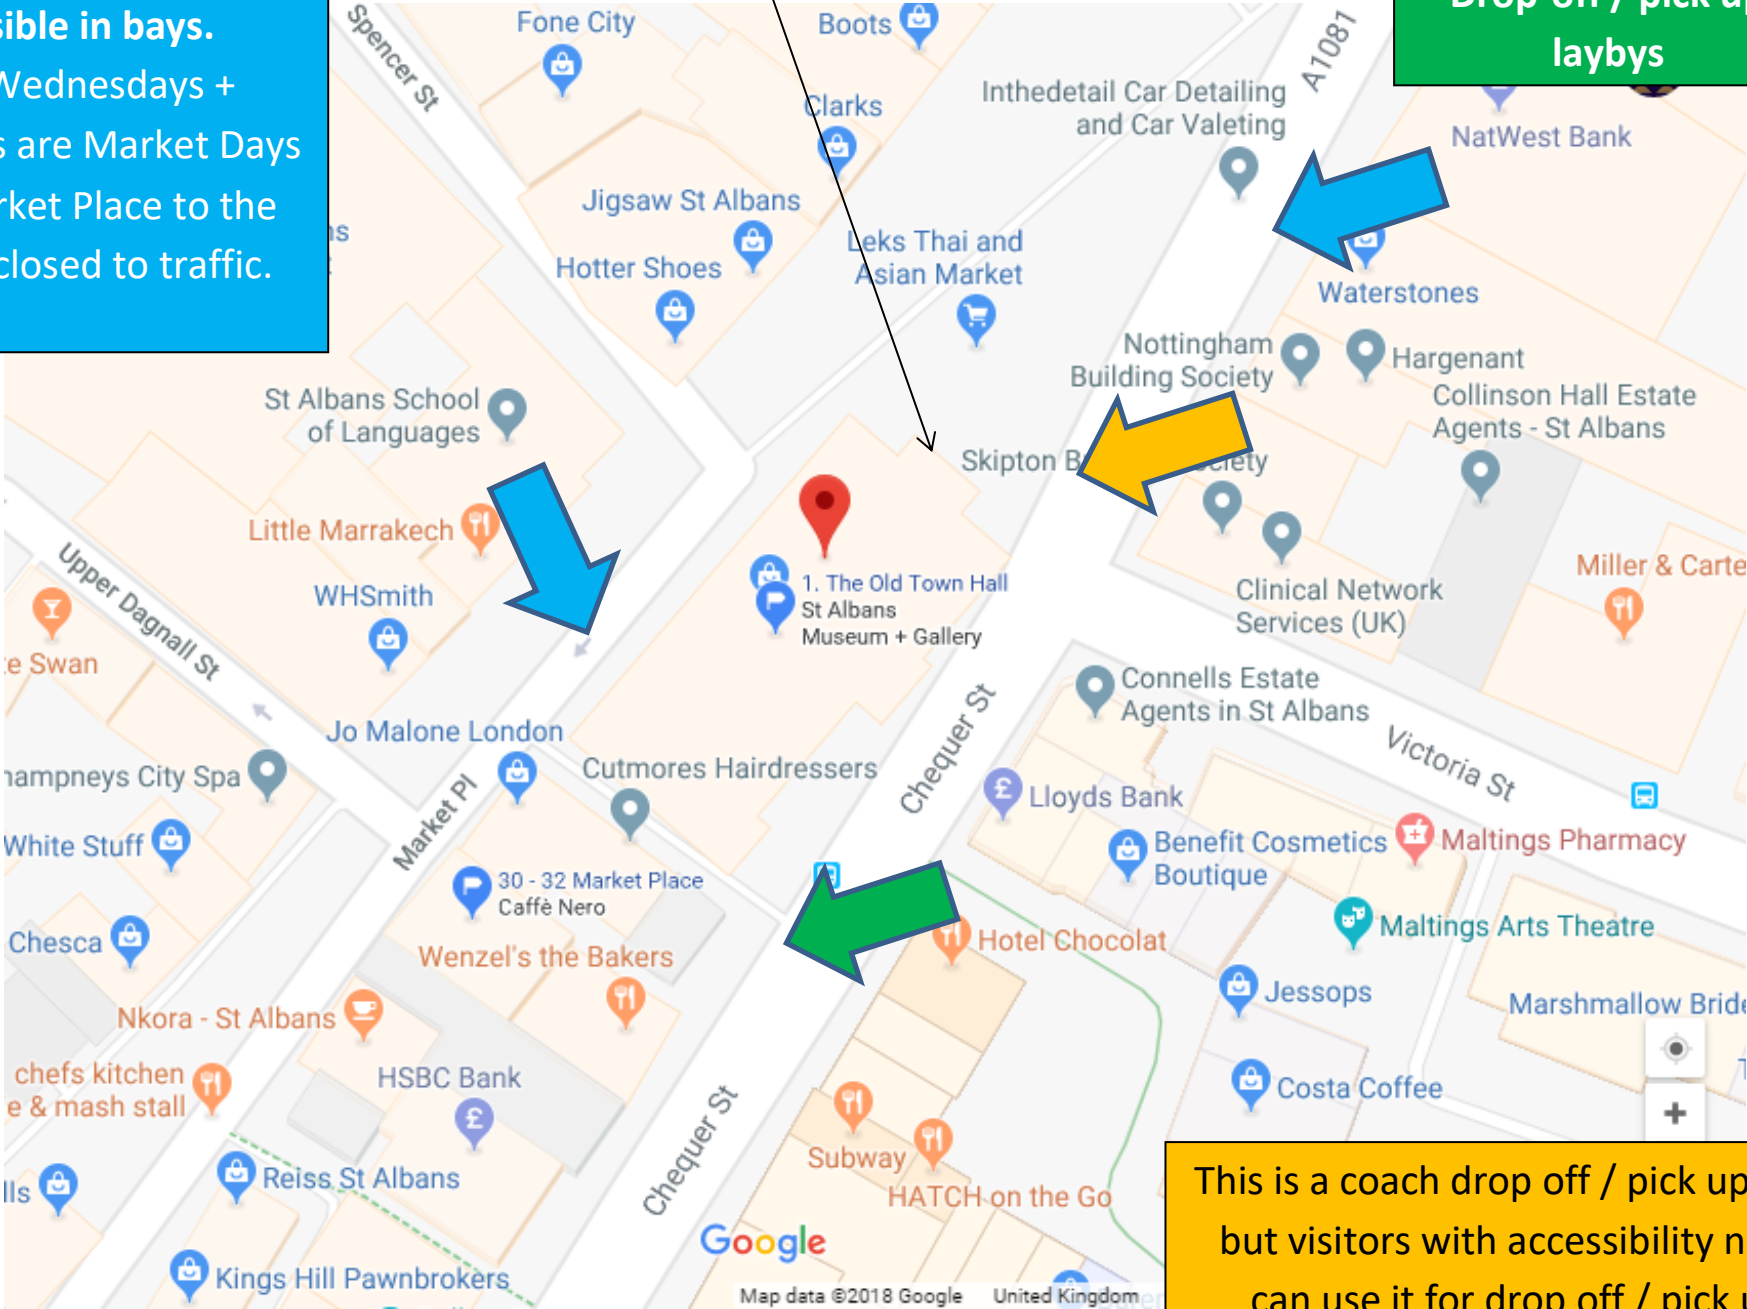 sible in bays.
Wednesdays +
s are Market Days
rket Place to the
closed to traffic.
Drop off / pick up
laybys
Spencer St
Fone City
Boots
A1081
Clarks
Inthedetail Car Detailing
and Car Valeting
NatWest Bank
Jigsaw St Albans
ns
Leks Thai and
Asian Market
Hotter Shoes
Waterstones
Nottingham
Building Society
Hargenant
Collinson Hall Estate
Agents - St Albans
St Albans School
of Languages
Skipton B
ciety
Little Marrakech
Upper Dagnall St
WHSmith
1. The Old Town Hall
St Albans
Museum + Gallery
Clinical Network
Services (UK)
Miller & Carte
te Swan
Connells Estate
Agents in St Albans
Chequer St
Victoria St
Jo Malone London
Cutmores Hairdressers
hampneys City Spa
Market Pl
Lloyds Bank
White Stuff
Benefit Cosmetics
Boutique
Maltings Pharmacy
30 - 32 Market Place
Caffè Nero
Chesca
Wenzel's the Bakers
Hotel Chocolat
Maltings Arts Theatre
Jessops
Marshmallow Bride
Nkora - St Albans
chefs kitchen
e & mash stall
HSBC Bank
Costa Coffee
Chequer St
Subway
HATCH on the Go
lls
Reiss St Albans
Kings Hill Pawnbrokers
Google
Map data ©2018 Google United Kingdom
This is a coach drop off / pick up
but visitors with accessibility n
can use it for drop off / pick u